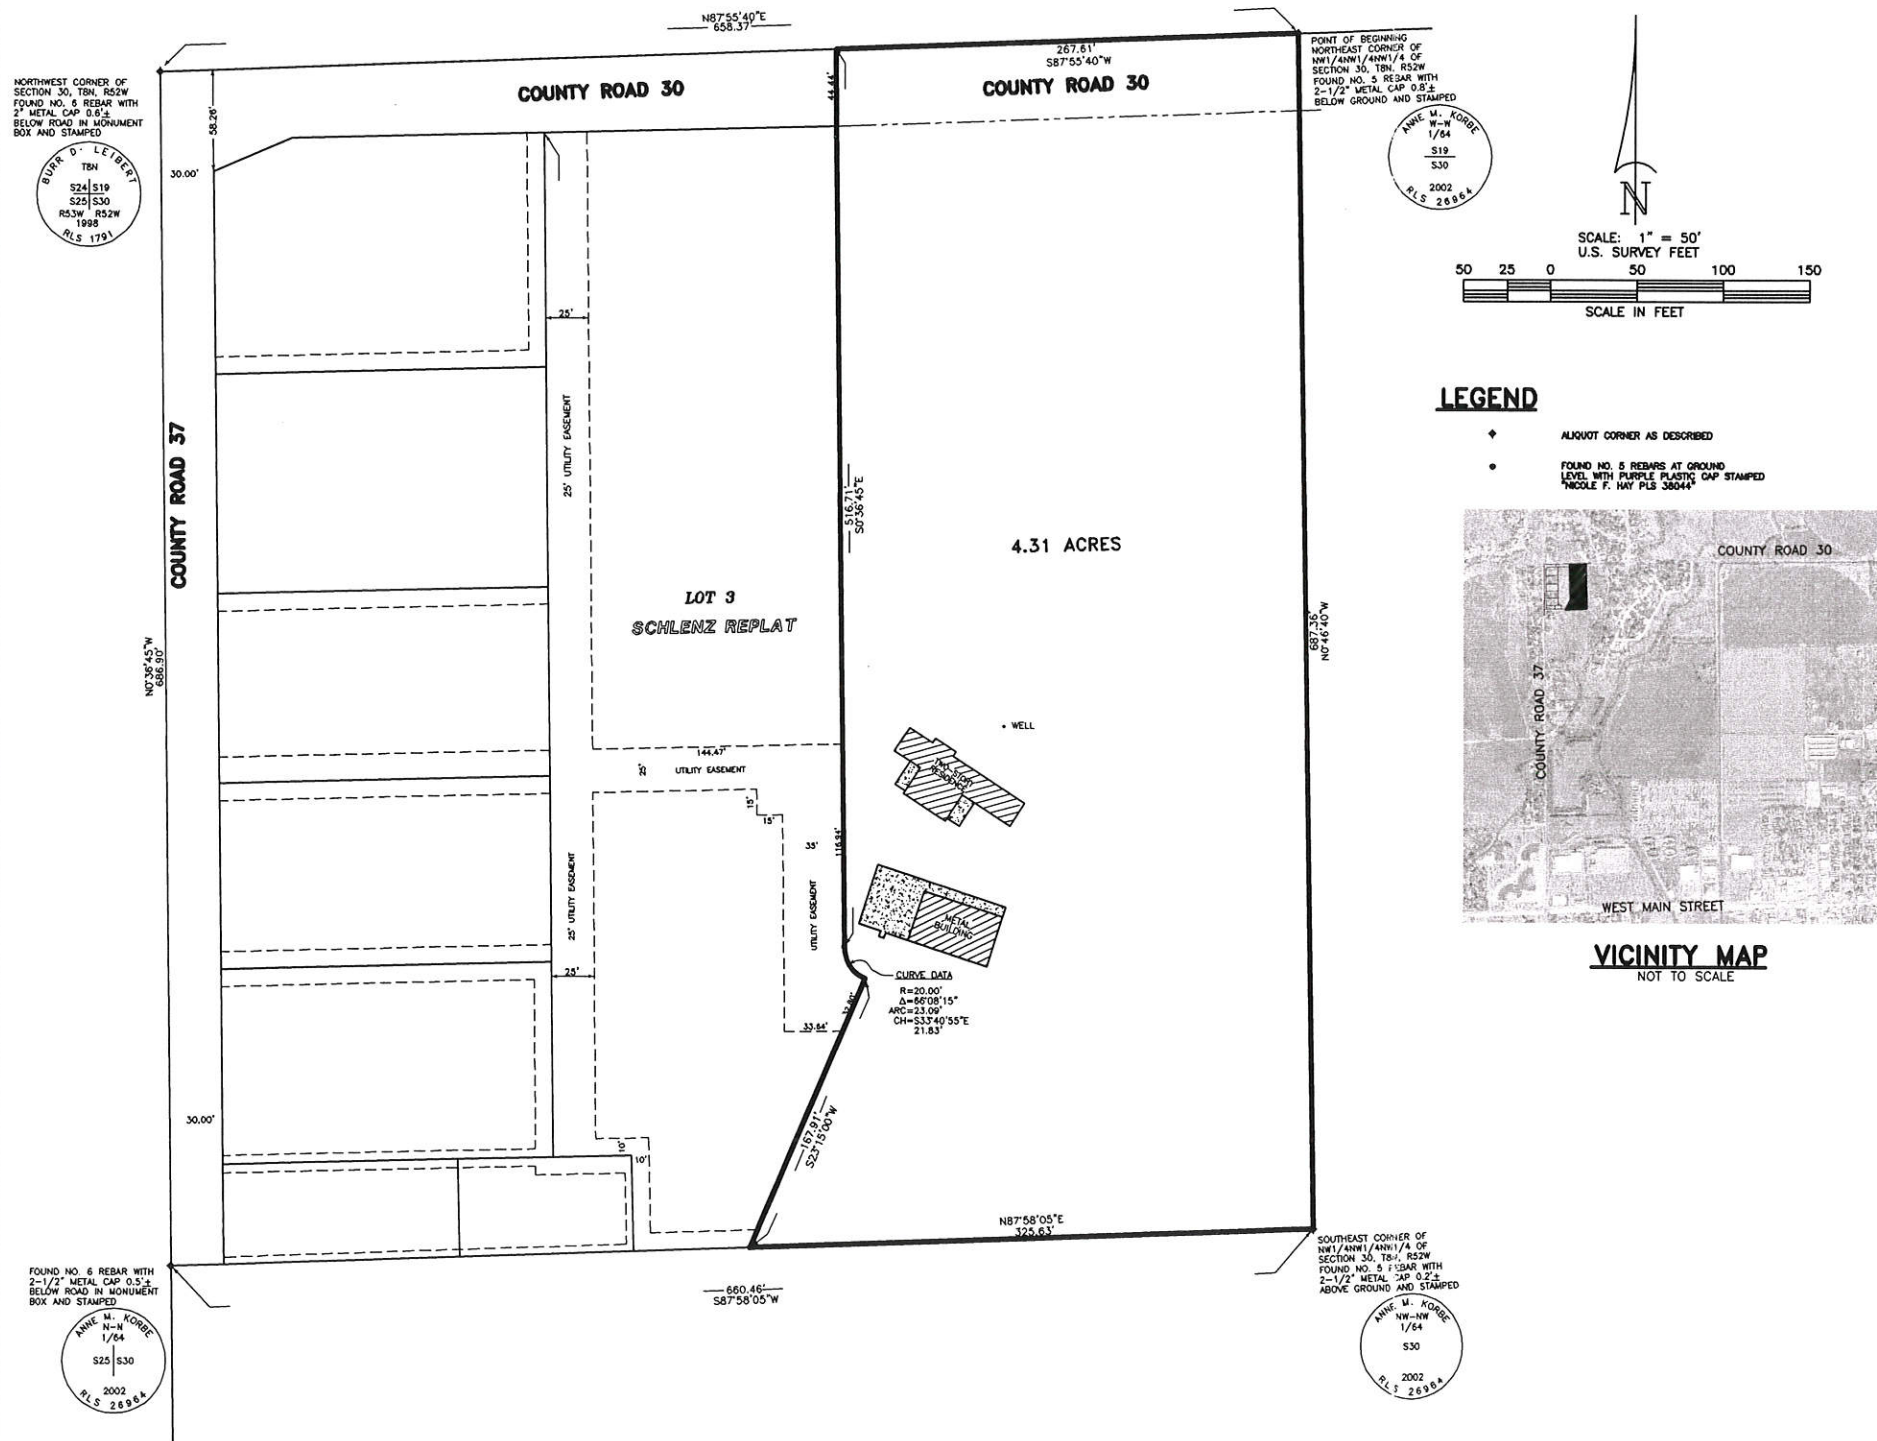 N87°55'40"E
658.37'
NORTHWEST CORNER OF
SECTION 30, T8N, R52W
FOUND NO. 6 REBAR WITH
2" METAL CAP 0.6'±
BELOW ROAD IN MONUMENT
BOX AND STAMPED
BURR D. LEIBERT
T8N
S24 S19
S25 S30
R53W R52W
1998
RLS 1791
58.26'
30.00'
COUNTY ROAD 30
44.44'
267.61'
S87°55'40"W
COUNTY ROAD 30
POINT OF BEGINNING
NORTHEAST CORNER OF
NW1/4NW1/4NW1/4 OF
SECTION 30, T8N, R52W
FOUND NO. 5 REBAR WITH
2-1/2" METAL CAP 0.8'±
BELOW GROUND AND STAMPED
ANNE M. KORBE
W-W
1/64
S19
S30
2002
RLS 26964
N
SCALE: 1" = 50'
U.S. SURVEY FEET
50 25 0 50 100 150
SCALE IN FEET
LEGEND
ALIQUOT CORNER AS DESCRIBED
FOUND NO. 5 REBARS AT GROUND
LEVEL WITH PURPLE PLASTIC CAP STAMPED
"NICOLE F. HAY PLS 38044"
COUNTY ROAD 30
COUNTY ROAD 37
WEST MAIN STREET
VICINITY MAP
NOT TO SCALE
COUNTY ROAD 37
N0°36'45"W
686.90'
25'
25' UTILITY EASEMENT
516.71'
S0°36'45"E
4.31 ACRES
LOT 3
SCHLENZ REPLAT
687.36'
N0°46'40"W
WELL
TWO STORY
RESIDENCE
144.47'
25'
UTILITY EASEMENT
15'
15'
35'
UTILITY EASEMENT
116.94'
METAL
BUILDING
25' UTILITY EASEMENT
25'
CURVE DATA
R=20.00'
Δ=66°08'15"
ARC=23.09'
CH=S33°40'55"E
21.83'
32.80'
33.64'
167.91'
S23°15'00"W
30.00'
10'
10'
N87°58'05"E
325.63'
660.46'
S87°58'05"W
FOUND NO. 6 REBAR WITH
2-1/2" METAL CAP 0.5'±
BELOW ROAD IN MONUMENT
BOX AND STAMPED
ANNE M. KORBE
N-N
1/64
S25 S30
2002
RLS 26964
SOUTHEAST CORNER OF
NW1/4NW1/4NW1/4 OF
SECTION 30, T8N, R52W
FOUND NO. 5 REBAR WITH
2-1/2" METAL CAP 0.2'±
ABOVE GROUND AND STAMPED
ANNE M. KORBE
NW-NW
1/64
S30
2002
RLS 26964